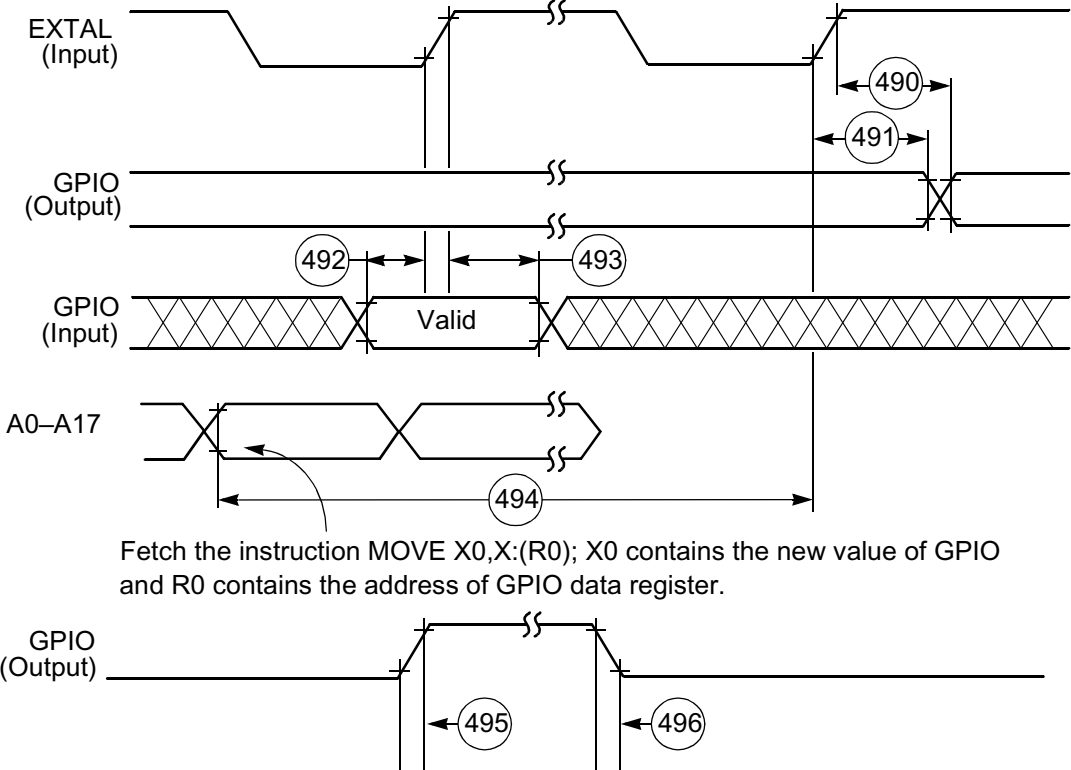 EXTAL
(Input)
490
491
GPIO
(Output)
492
493
GPIO
(Input)
Valid
A0–A17
494
Fetch the instruction MOVE X0,X:(R0); X0 contains the new value of GPIO
and R0 contains the address of GPIO data register.
GPIO
(Output)
495
496